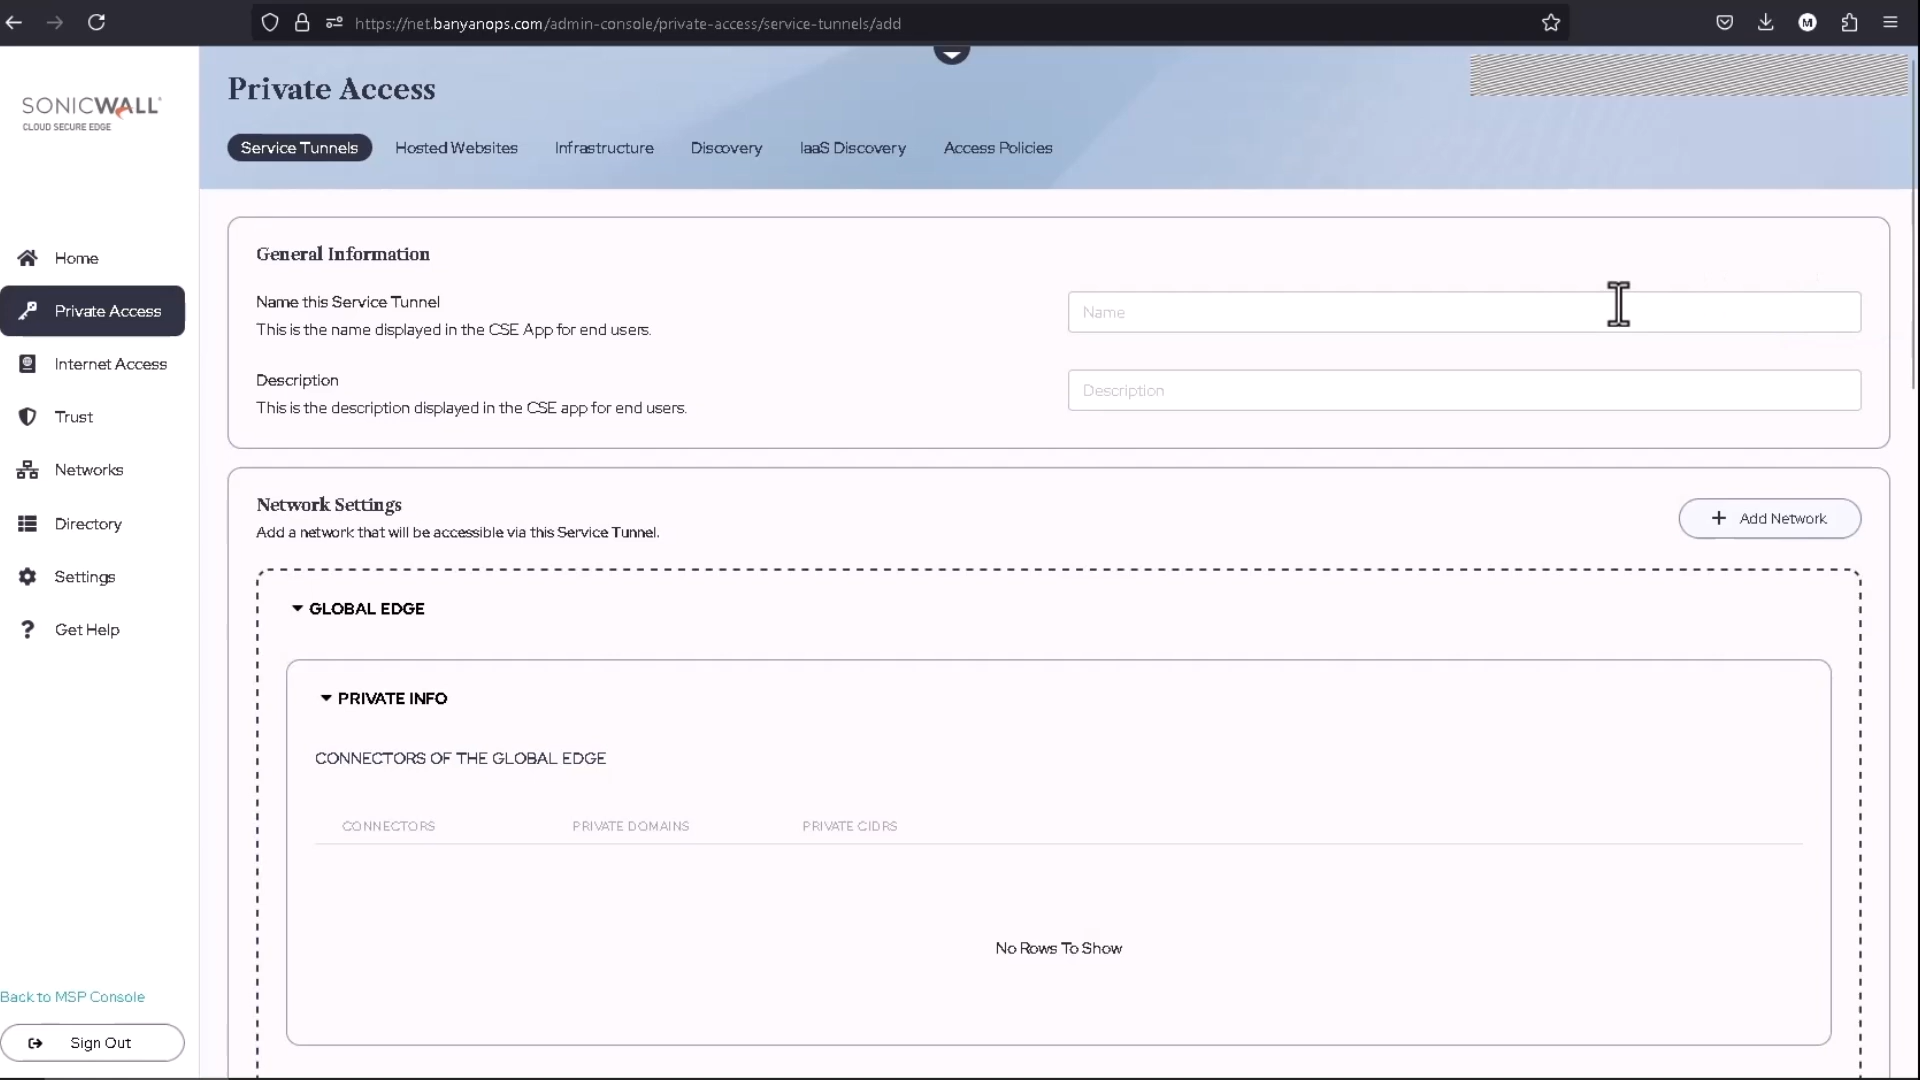 https://net.banyanops.com/admin-console/private-access/service-tunnels/add
M
SONICWALL
CLOUD SECURE EDGE
Private Access
Service Tunnels
Hosted Websites
Infrastructure
Discovery
IaaS Discovery
Access Policies
Home
Private Access
Internet Access
Trust
Networks
Directory
Settings
? Get Help
Back to MSP Console
Sign Out
General Information
Name this Service Tunnel
This is the name displayed in the CSE App for end users.
Name
Description
This is the description displayed in the CSE app for end users.
Description
Network Settings
Add a network that will be accessible via this Service Tunnel.
+ Add Network
GLOBAL EDGE
PRIVATE INFO
CONNECTORS OF THE GLOBAL EDGE
CONNECTORS PRIVATE DOMAINS PRIVATE CIDRS
No Rows To Show